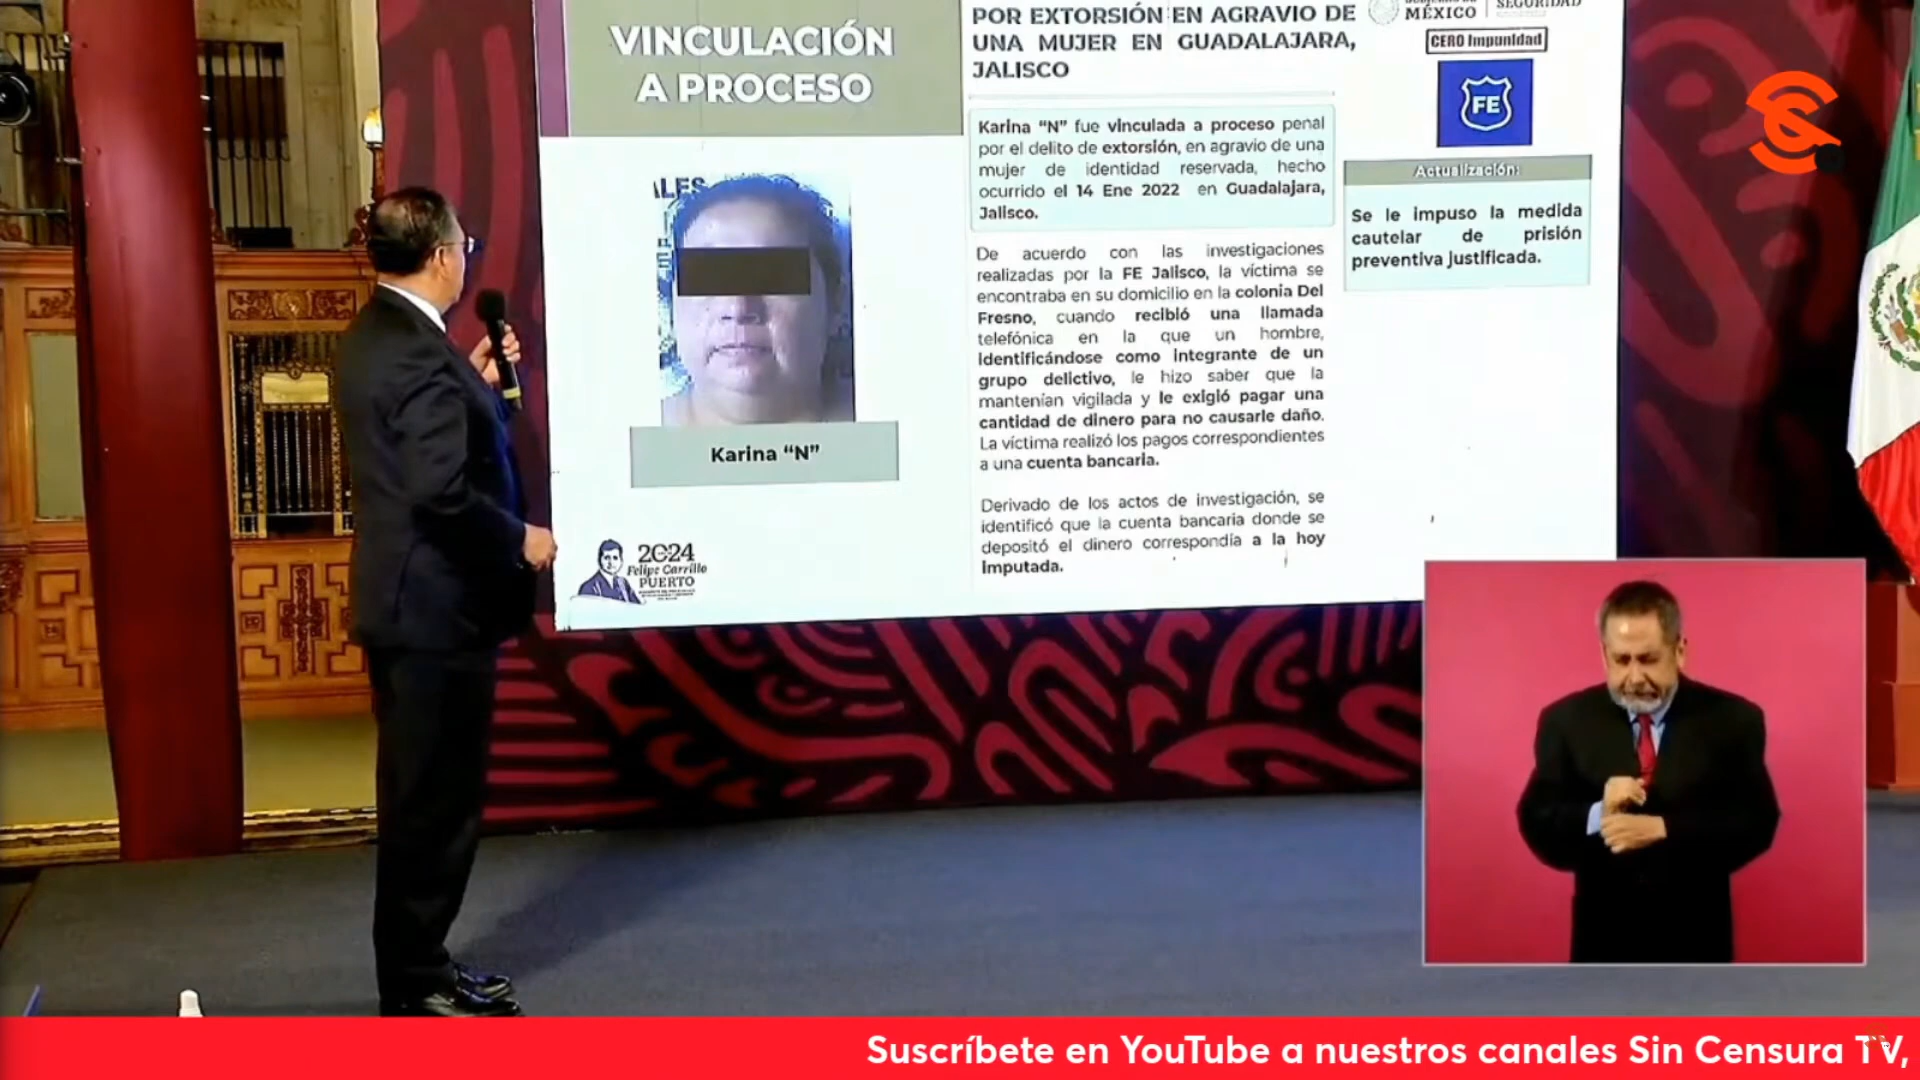 VINCULACIÓN
A PROCESO
ALES
Karina “N”
2024
Felipe Carrillo
PUERTO
POR EXTORSIÓN EN AGRAVIO DE
UNA MUJER EN GUADALAJARA,
JALISCO
Karina “N” fue vinculada a proceso penal
por el delito de extorsión, en agravio de una
mujer de identidad reservada, hecho
ocurrido el 14 Ene 2022 en Guadalajara,
Jalisco.
De acuerdo con las investigaciones
realizadas por la FE Jalisco, la víctima se
encontraba en su domicilio en la colonia Del
Fresno, cuando recibió una llamada
telefónica en la que un hombre,
identificándose como integrante de un
grupo delictivo, le hizo saber que la
mantenían vigilada y le exigió pagar una
cantidad de dinero para no causarle daño.
La víctima realizó los pagos correspondientes
a una cuenta bancaria.
Derivado de los actos de investigación, se
identificó que la cuenta bancaria donde se
depositó el dinero correspondía a la hoy
imputada.
MÉXICO
SEGURIDAD
CERO Impunidad
FE
Actualización:
Se le impuso la medida
cautelar de prisión
preventiva justificada.
Suscríbete en YouTube a nuestros canales Sin Censura TV,